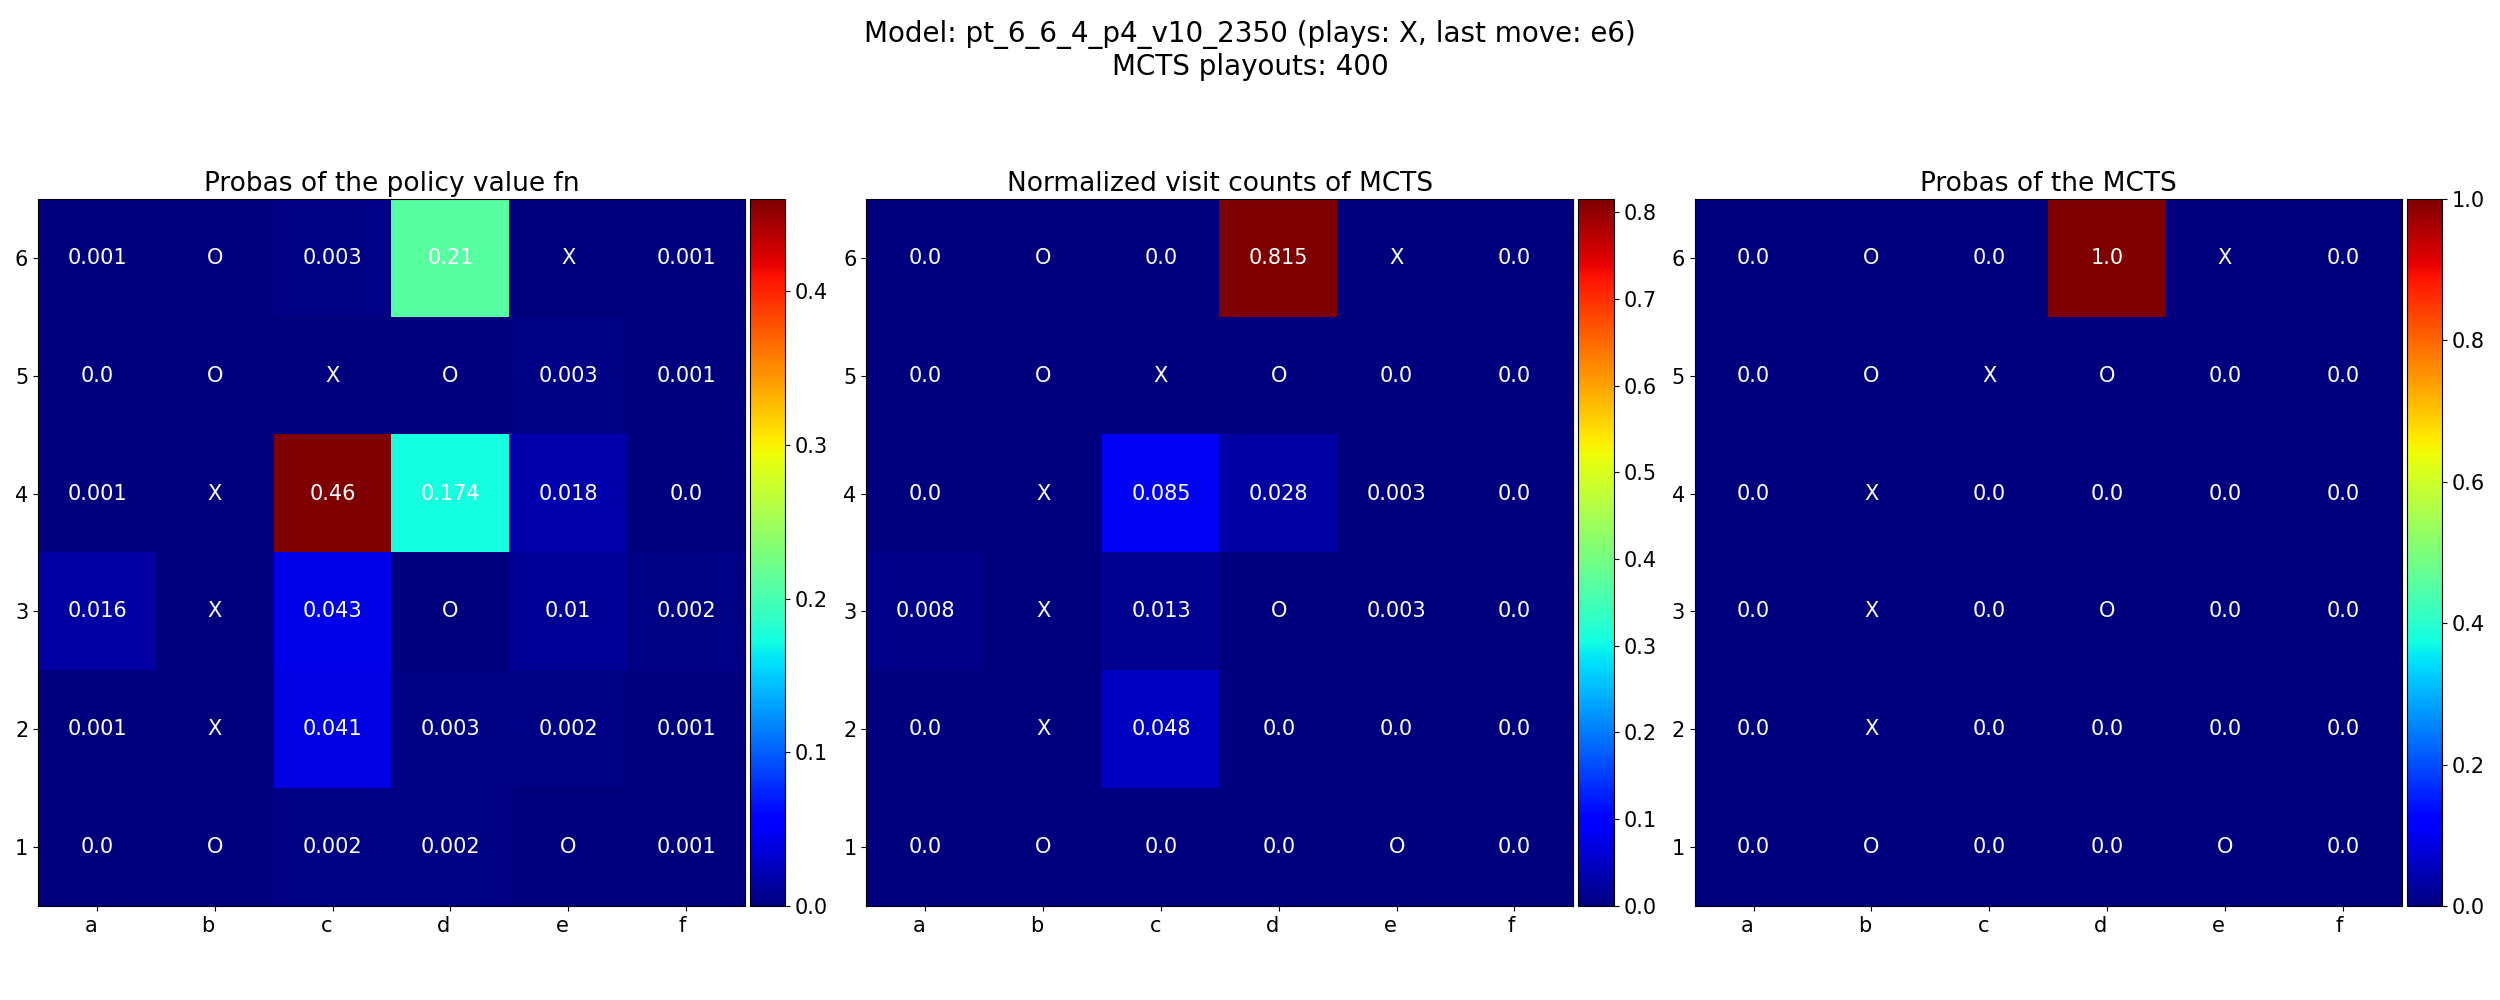 Model: pt_6_6_4_p4_v10_2350 (plays: X, last move: e6)
MCTS playouts: 400
Probas of the policy value fn
6 0.001 O 0.003 0.21 X 0.001
5 0.0 O X O 0.003 0.001
4 0.001 X 0.46 0.174 0.018 0.0
3 0.016 X 0.043 O 0.01 0.002
2 0.001 X 0.041 0.003 0.002 0.001
1 0.0 O 0.002 0.002 O 0.001
a b c d e f
0.4
0.3
0.2
0.1
0.0
Normalized visit counts of MCTS
6 0.0 O 0.0 0.815 X 0.0
5 0.0 O X O 0.0 0.0
4 0.0 X 0.085 0.028 0.003 0.0
3 0.008 X 0.013 O 0.003 0.0
2 0.0 X 0.048 0.0 0.0 0.0
1 0.0 O 0.0 0.0 O 0.0
a b c d e f
0.8
0.7
0.6
0.5
0.4
0.3
0.2
0.1
0.0
Probas of the MCTS
6 0.0 O 0.0 1.0 X 0.0
5 0.0 O X O 0.0 0.0
4 0.0 X 0.0 0.0 0.0 0.0
3 0.0 X 0.0 O 0.0 0.0
2 0.0 X 0.0 0.0 0.0 0.0
1 0.0 O 0.0 0.0 O 0.0
a b c d e f
1.0
0.8
0.6
0.4
0.2
0.0